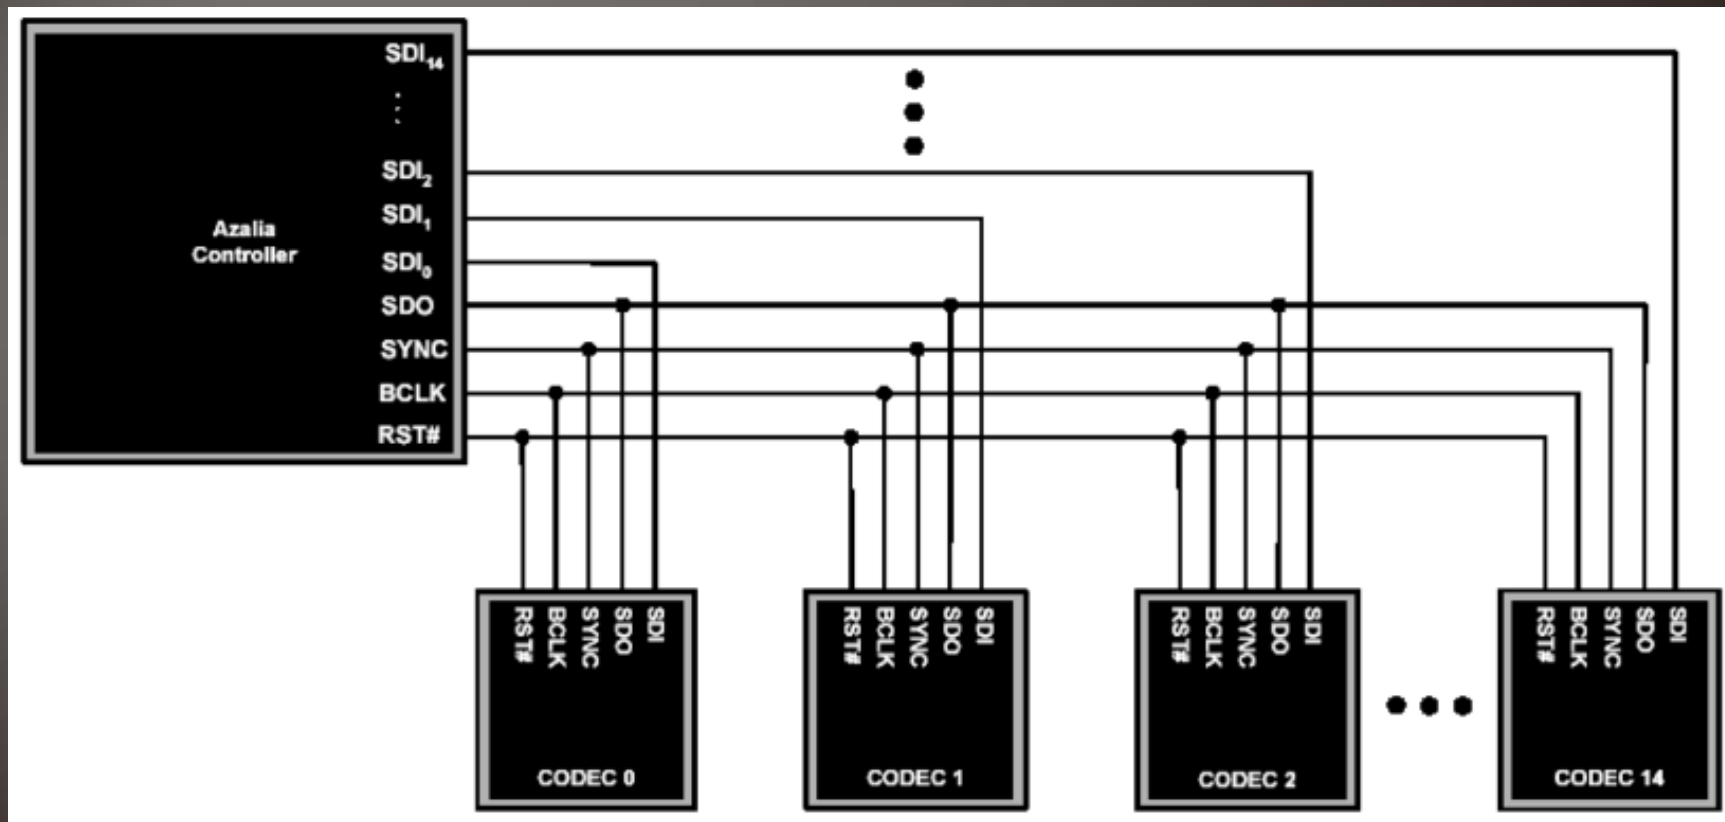 SDI14
SDI2
SDI1
SDI0
SDO
SYNC
BCLK
RST#
Azalia
Controller
RST# BCLK SYNC SDO SDI
CODEC 0
RST# BCLK SYNC SDO SDI
CODEC 1
RST# BCLK SYNC SDO SDI
CODEC 2
RST# BCLK SYNC SDO SDI
CODEC 14